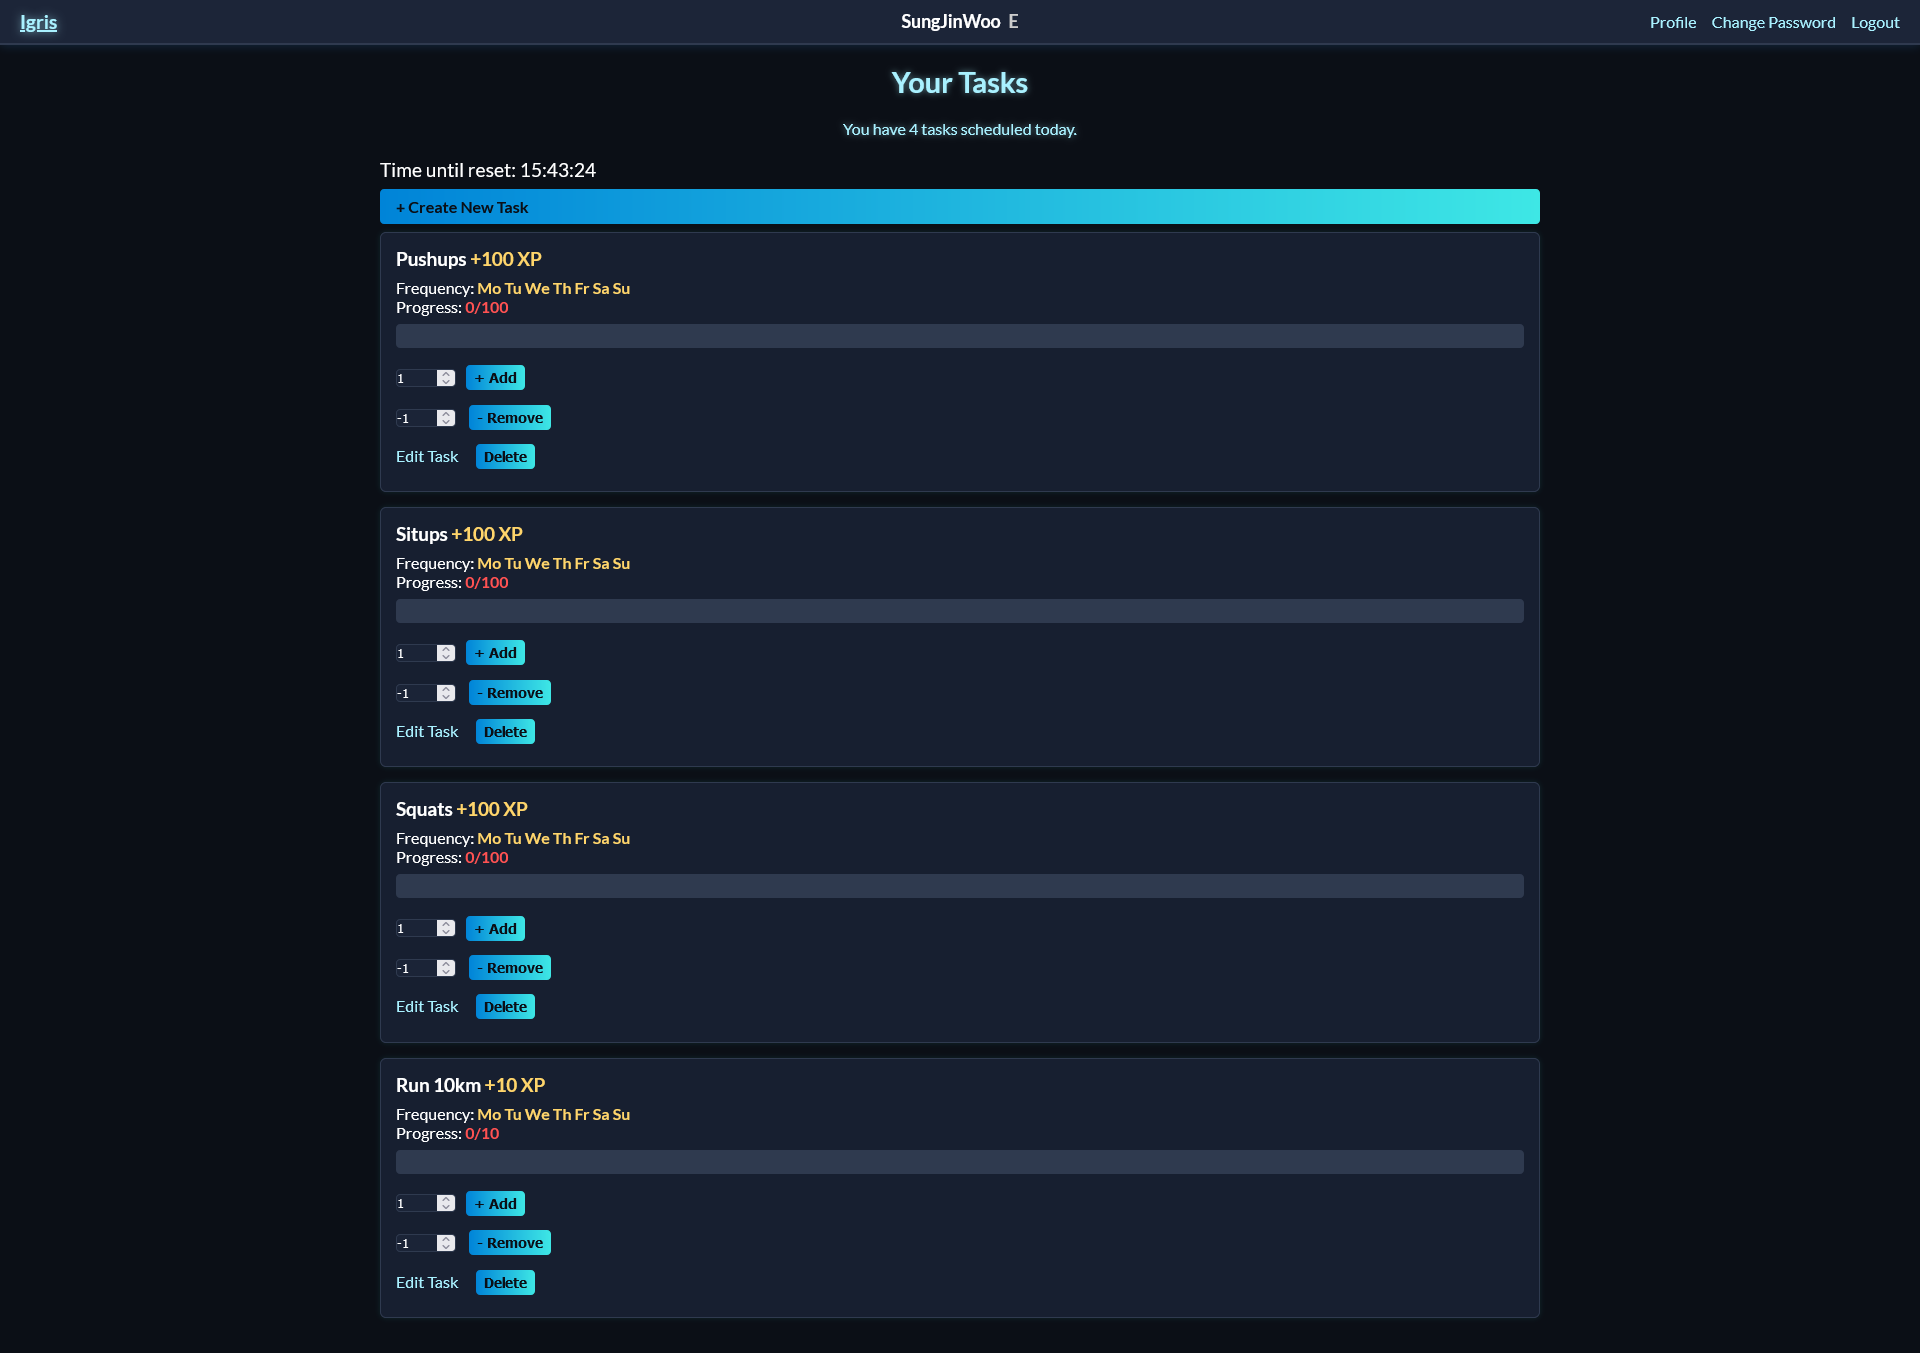 Igris
SungJinWoo E
Profile Change Password Logout
Your Tasks
You have 4 tasks scheduled today.
Time until reset: 15:43:24
+ Create New Task
Pushups +100 XP
Frequency: Mo Tu We Th Fr Sa Su
Progress: 0/100
1 + Add
-1 - Remove
Edit Task Delete
Situps +100 XP
Frequency: Mo Tu We Th Fr Sa Su
Progress: 0/100
1 + Add
-1 - Remove
Edit Task Delete
Squats +100 XP
Frequency: Mo Tu We Th Fr Sa Su
Progress: 0/100
1 + Add
-1 - Remove
Edit Task Delete
Run 10km +10 XP
Frequency: Mo Tu We Th Fr Sa Su
Progress: 0/10
1 + Add
-1 - Remove
Edit Task Delete